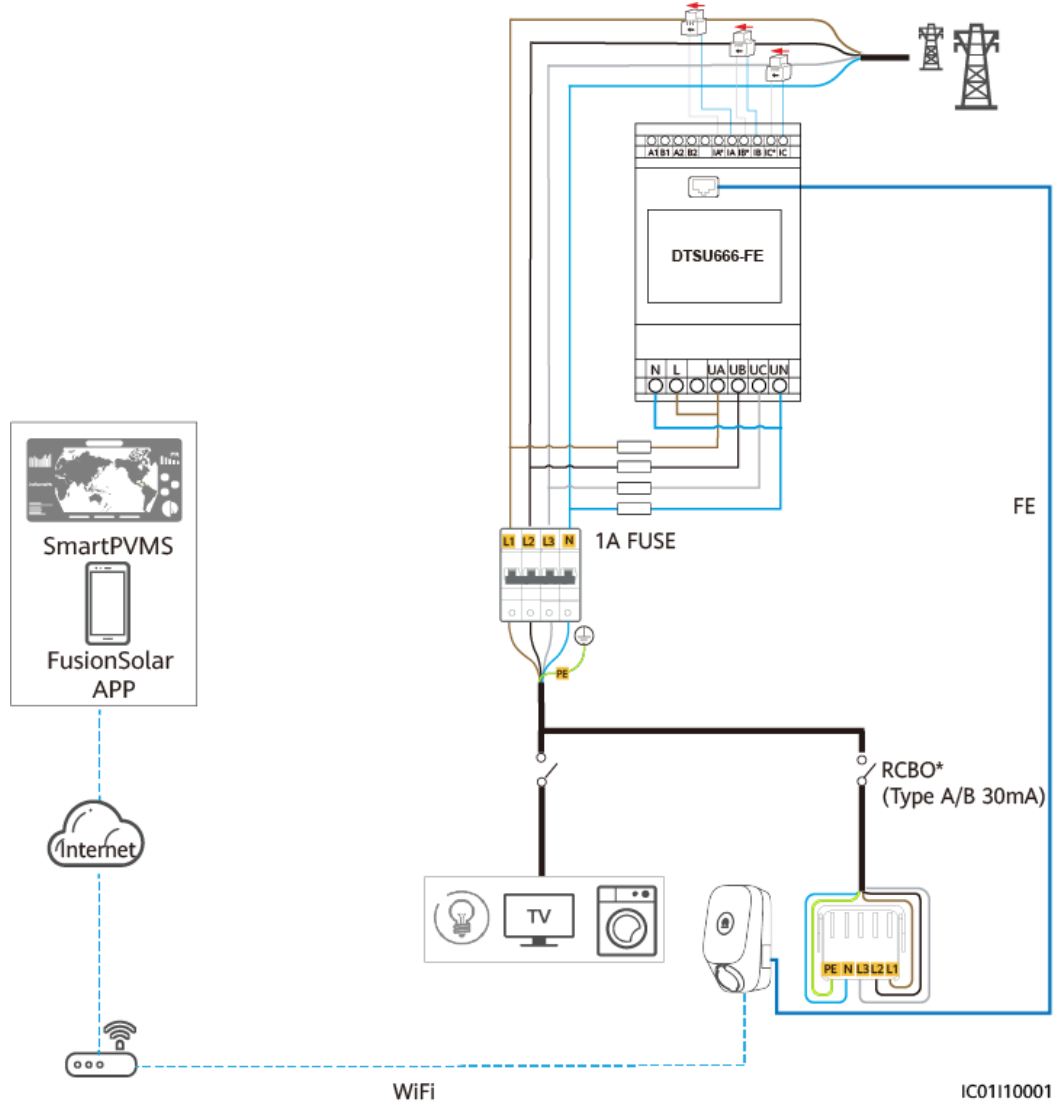 A1 B1 A2 B2 IA* IA IB* IB IC* IC
DTSU666-FE
N L UA UB UC UN
FE
SmartPVMS
FusionSolar
APP
L1 L2 L3 N
1A FUSE
PE
RCBO*
(Type A/B 30mA)
Internet
TV
PE N L3 L2 L1
WiFi
IC01I10001